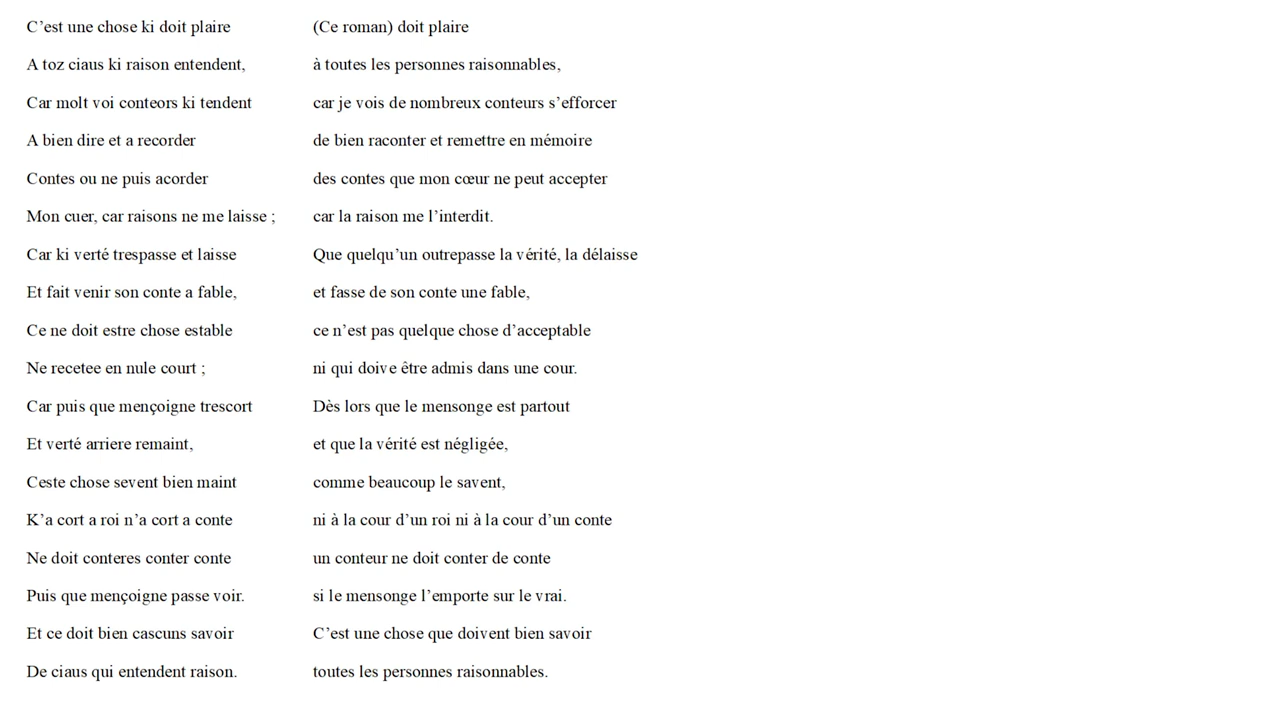 C’est une chose ki doit plaire (Ce roman) doit plaire
A toz ciaus ki raison entendent, à toutes les personnes raisonnables,
Car molt voi conteors ki tendent car je vois de nombreux conteurs s’efforcer
A bien dire et a recorder de bien raconter et remettre en mémoire
Contes ou ne puis acorder des contes que mon cœur ne peut accepter
Mon cuer, car raisons ne me laisse ; car la raison me l’interdit.
Car ki verté trespasse et laisse Que quelqu’un outrepasse la vérité, la délaisse
Et fait venir son conte a fable, et fasse de son conte une fable,
Ce ne doit estre chose estable ce n’est pas quelque chose d’acceptable
Ne recetee en nule court ; ni qui doive être admis dans une cour.
Car puis que mençoigne trescort Dès lors que le mensonge est partout
Et verté arriere remaint, et que la vérité est négligée,
Ceste chose sevent bien maint comme beaucoup le savent,
K’a cort a roi n’a cort a conte ni à la cour d’un roi ni à la cour d’un conte
Ne doit conteres conter conte un conteur ne doit conter de conte
Puis que mençoigne passe voir. si le mensonge l’emporte sur le vrai.
Et ce doit bien cascuns savoir C’est une chose que doivent bien savoir
De ciaus qui entendent raison. toutes les personnes raisonnables.